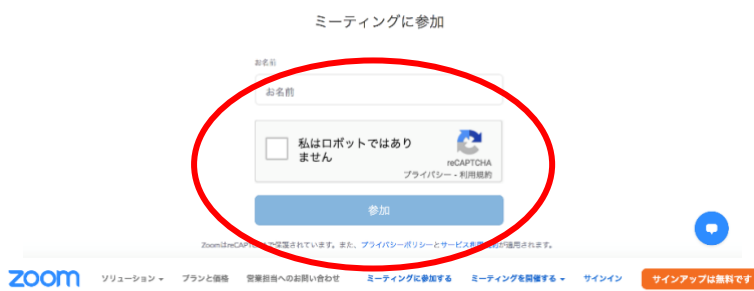 ミーティングに参加
お名前
お名前
私はロボットではあり
ません
reCAPTCHA
プライバシー - 利用規約
参加
ZoomはreCAPTCHAで保護されています。また、プライバシーポリシーとサービス利用規約が適用されます。
zoom ソリューション プランと価格 営業担当へのお問い合わせ ミーティングに参加する ミーティングを開催する サインイン サインアップは無料です